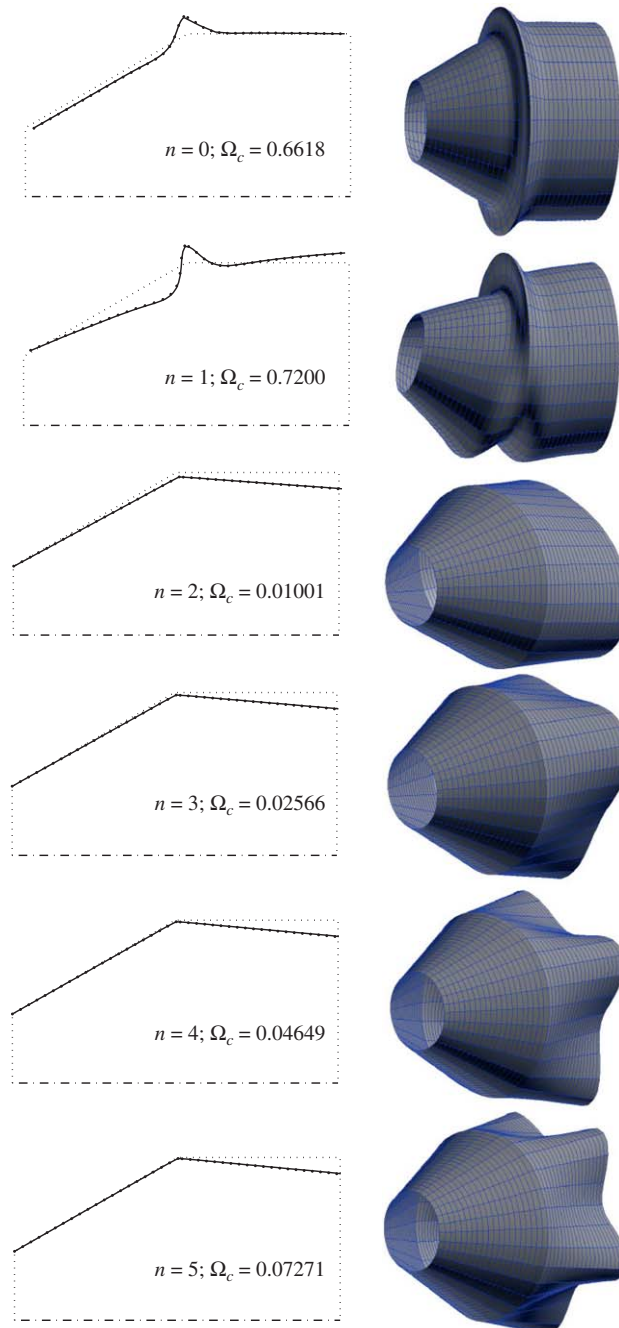 n = 0; Ω_c = 0.6618
n = 1; Ω_c = 0.7200
n = 2; Ω_c = 0.01001
n = 3; Ω_c = 0.02566
n = 4; Ω_c = 0.04649
n = 5; Ω_c = 0.07271